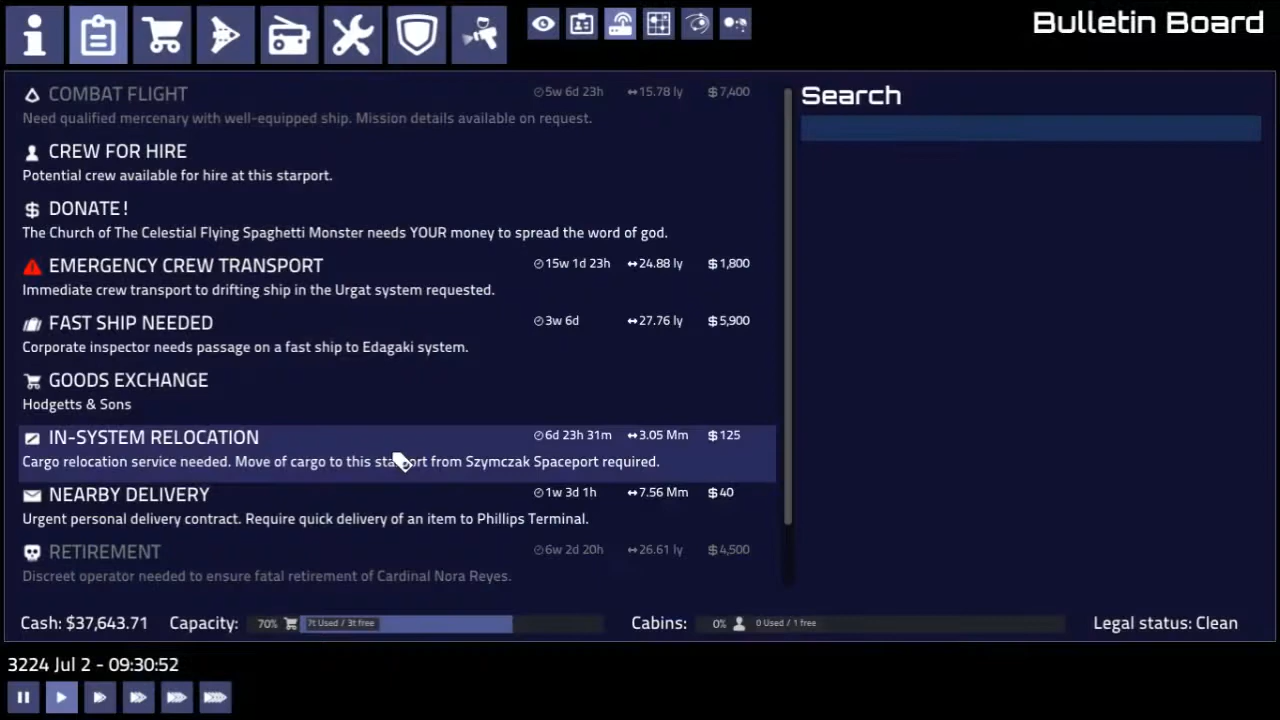 Bulletin Board
COMBAT FLIGHT 5w 6d 23h 15.78 ly $7,400
Need qualified mercenary with well-equipped ship. Mission details available on request.
CREW FOR HIRE
Potential crew available for hire at this starport.
DONATE!
The Church of The Celestial Flying Spaghetti Monster needs YOUR money to spread the word of god.
EMERGENCY CREW TRANSPORT 15w 1d 23h 24.88 ly $1,800
Immediate crew transport to drifting ship in the Urgat system requested.
FAST SHIP NEEDED 3w 6d 27.76 ly $5,900
Corporate inspector needs passage on a fast ship to Edagaki system.
GOODS EXCHANGE
Hodgetts & Sons
IN-SYSTEM RELOCATION 6d 23h 31m 3.05 Mm $125
Cargo relocation service needed. Move of cargo to this starport from Szymczak Spaceport required.
NEARBY DELIVERY 1w 3d 1h 7.56 Mm $40
Urgent personal delivery contract. Require quick delivery of an item to Phillips Terminal.
RETIREMENT 6w 2d 20h 26.61 ly $4,500
Discreet operator needed to ensure fatal retirement of Cardinal Nora Reyes.
Search
Cash: $37,643.71 Capacity: 70% 7t Used / 3t free Cabins: 0% 0 Used / 1 free Legal status: Clean
3224 Jul 2 - 09:30:52